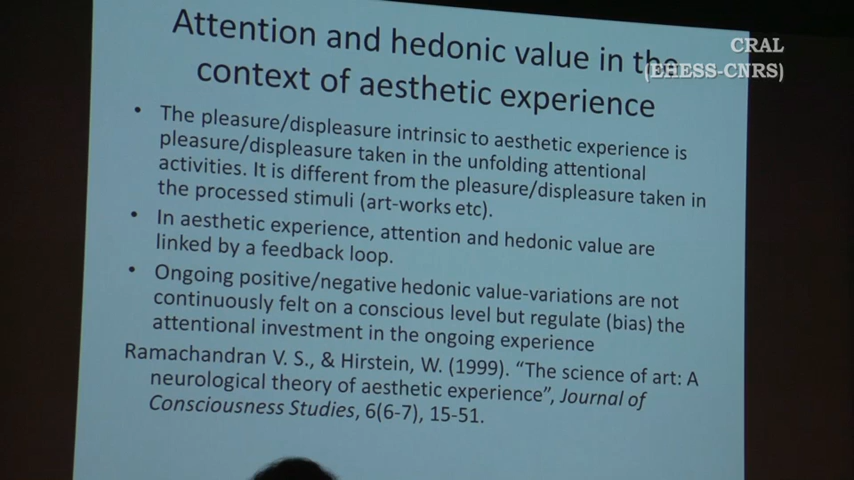 Attention and hedonic value in the
context of aesthetic experience
CRAL
(EHESS-CNRS)
• The pleasure/displeasure intrinsic to aesthetic experience is
pleasure/displeasure taken in the unfolding attentional
activities. It is different from the pleasure/displeasure taken in
the processed stimuli (art-works etc).
• In aesthetic experience, attention and hedonic value are
linked by a feedback loop.
• Ongoing positive/negative hedonic value-variations are not
continuously felt on a conscious level but regulate (bias) the
attentional investment in the ongoing experience
Ramachandran V. S., & Hirstein, W. (1999). “The science of art: A
neurological theory of aesthetic experience”, Journal of
Consciousness Studies, 6(6-7), 15-51.